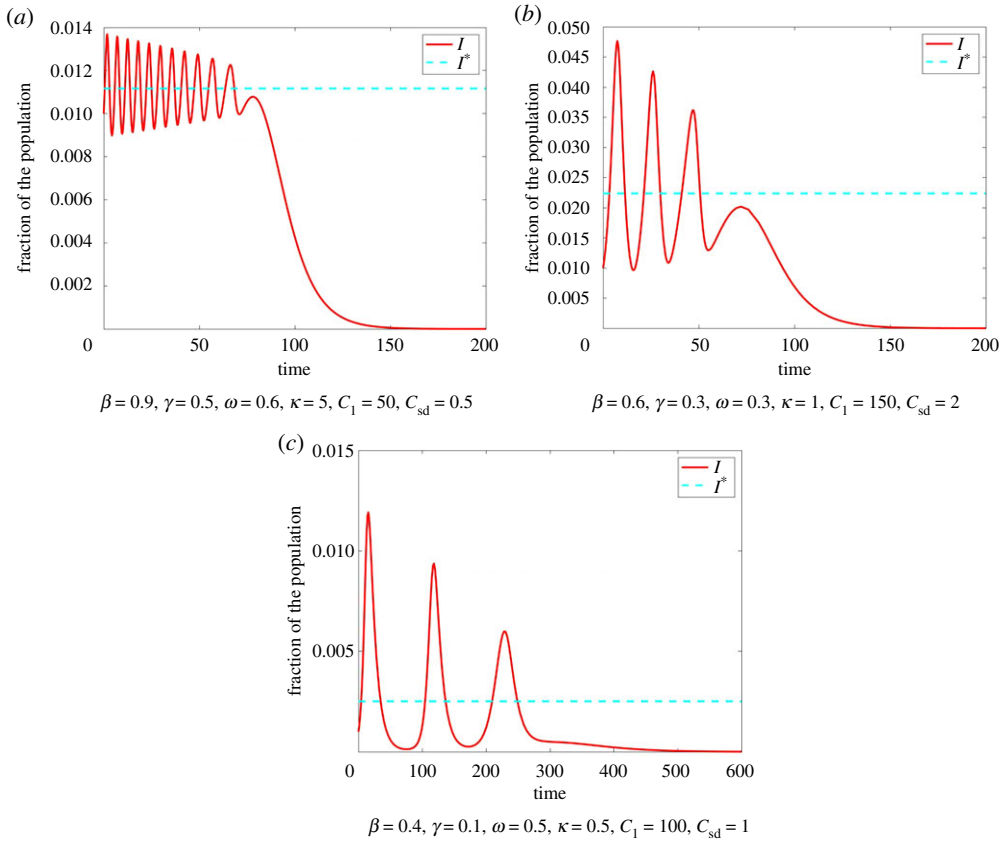 (a)
0.014
0.012
0.010
0.008
0.006
0.004
0.002
fraction of the population
I
I*
0 50 100 150 200
time
β = 0.9, γ = 0.5, ω = 0.6, κ = 5, C1 = 50, Csd = 0.5
(b)
0.050
0.045
0.040
0.035
0.030
0.025
0.020
0.015
0.010
0.005
fraction of the population
I
I*
0 50 100 150 200
time
β = 0.6, γ = 0.3, ω = 0.3, κ = 1, C1 = 150, Csd = 2
(c)
0.015
0.010
0.005
fraction of the population
I
I*
0 100 200 300 400 500 600
time
β = 0.4, γ = 0.1, ω = 0.5, κ = 0.5, C1 = 100, Csd = 1